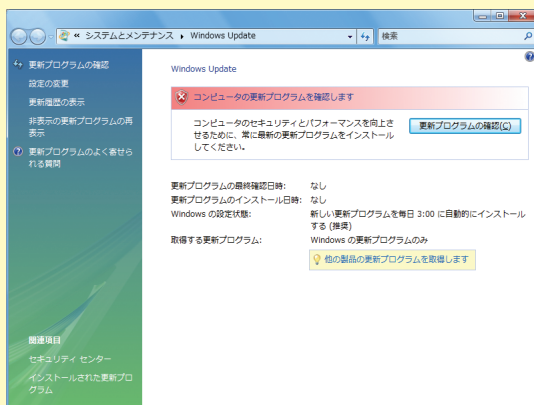 « システムとメンテナンス ▸ Windows Update
検索
更新プログラムの確認
設定の変更
更新履歴の表示
非表示の更新プログラムの再
表示
更新プログラムのよく寄せら
れる質問
Windows Update
コンピュータの更新プログラムを確認します
コンピュータのセキュリティとパフォーマンスを向上さ
せるために、常に最新の更新プログラムをインストール
してください。
更新プログラムの確認(C)
更新プログラムの最終確認日時: なし
更新プログラムのインストール日時: なし
Windows の設定状態: 新しい更新プログラムを毎日 3:00 に自動的にインストール
する (推奨)
取得する更新プログラム: Windows の更新プログラムのみ
他の製品の更新プログラムを取得します
関連項目
セキュリティ センター
インストールされた更新プロ
グラム